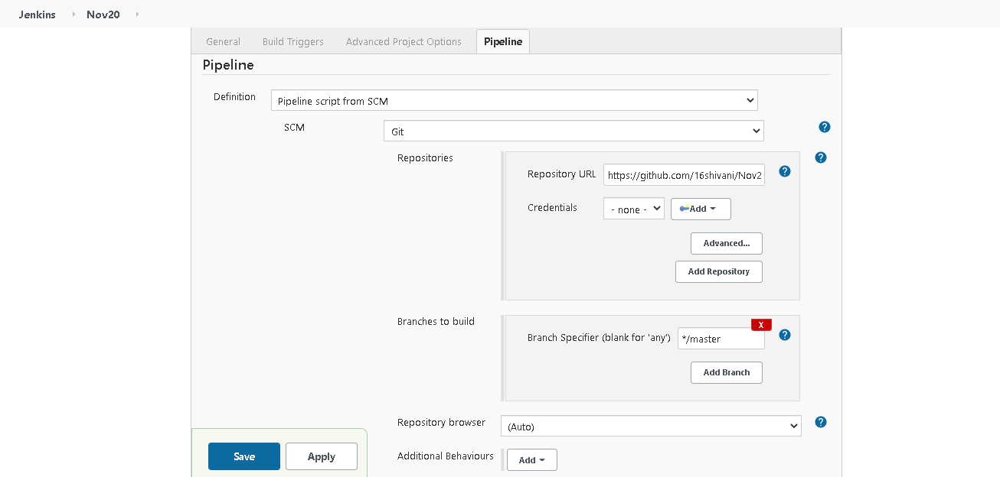 Jenkins Nov20
General Build Triggers Advanced Project Options Pipeline
Pipeline
Definition Pipeline script from SCM
SCM Git ?
Repositories ?
Repository URL https://github.com/16shivani/Nov2 ?
Credentials - none - Add
Advanced...
Add Repository
Branches to build
X
Branch Specifier (blank for 'any') */master ?
Add Branch
Repository browser (Auto) ?
Additional Behaviours Add
Save Apply